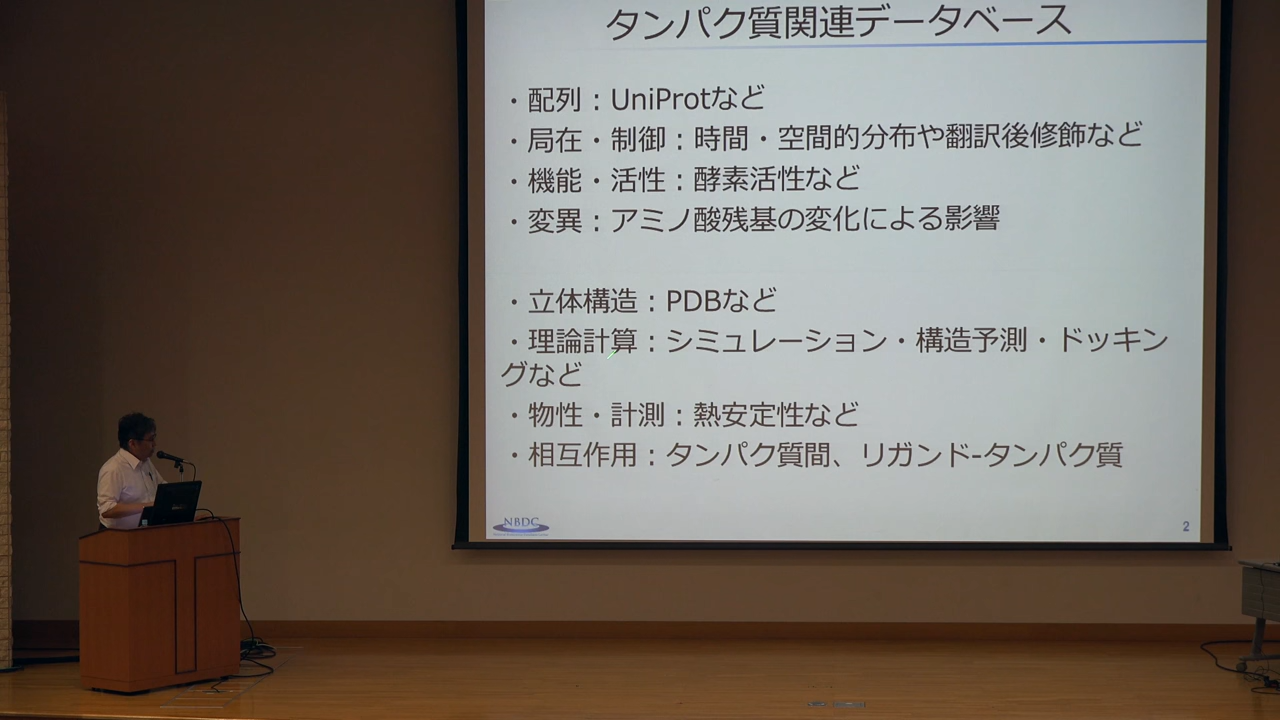 タンパク質関連データベース
・配列：UniProtなど
・局在・制御：時間・空間的分布や翻訳後修飾など
・機能・活性：酵素活性など
・変異：アミノ酸残基の変化による影響
・立体構造：PDBなど
・理論計算：シミュレーション・構造予測・ドッキン
グなど
・物性・計測：熱安定性など
・相互作用：タンパク質間、リガンド-タンパク質
NBDC
2